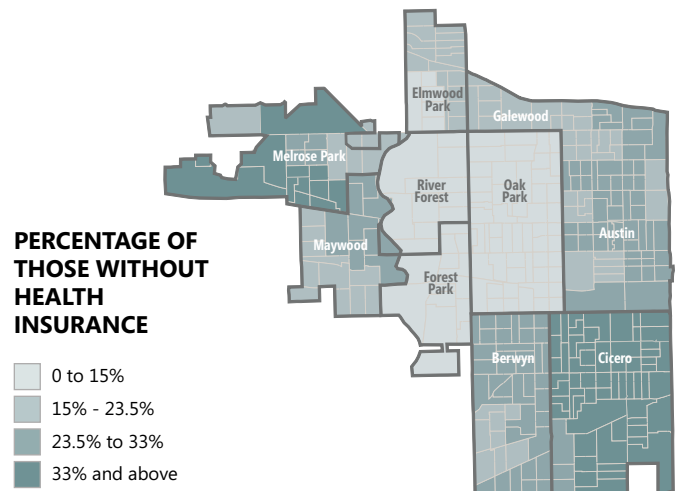 Elmwood
Park
Galewood
Melrose Park
River
Forest
Oak
Park
Maywood
Austin
Forest
Park
Berwyn
Cicero
PERCENTAGE OF
THOSE WITHOUT
HEALTH
INSURANCE
0 to 15%
15% - 23.5%
23.5% to 33%
33% and above